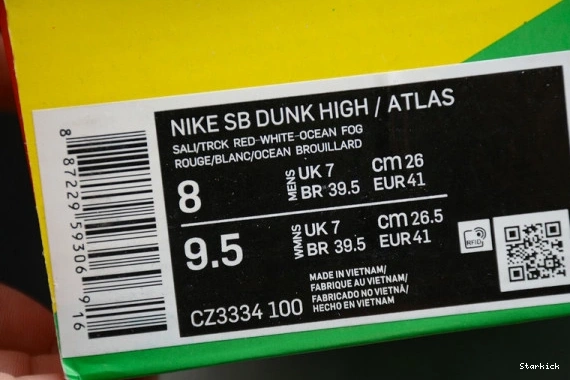 NIKE SB DUNK HIGH / ATLAS
SAIL/TRCK RED-WHITE-OCEAN FOG
ROUGE/BLANC/OCEAN BROUILLARD
8
MENS
UK 7
BR 39.5
cm 26
EUR 41
9.5
WMNS
UK 7
BR 39.5
cm 26.5
EUR 41
RFID
MADE IN VIETNAM/
FABRIQUE AU VIETNAM/
FABRICADO NO VIETNÃ/
HECHO EN VIETNAM
CZ3334 100
8 87229 59306 9 16
Starkick